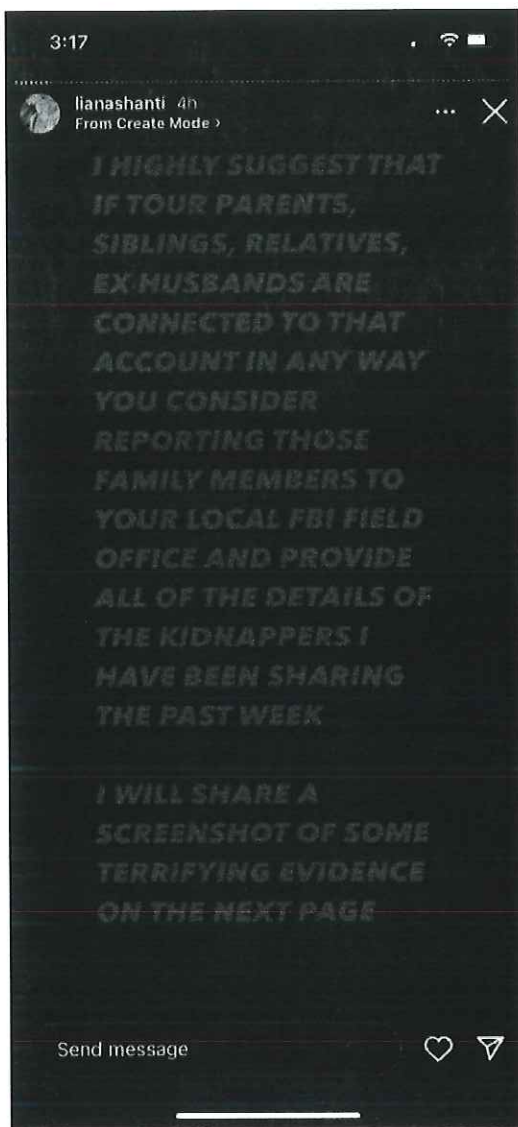 3:17
lianashanti 4h
From Create Mode >
I HIGHLY SUGGEST THAT
IF TOUR PARENTS,
SIBLINGS, RELATIVES,
EX HUSBANDS ARE
CONNECTED TO THAT
ACCOUNT IN ANY WAY
YOU CONSIDER
REPORTING THOSE
FAMILY MEMBERS TO
YOUR LOCAL FBI FIELD
OFFICE AND PROVIDE
ALL OF THE DETAILS OF
THE KIDNAPPERS I
HAVE BEEN SHARING
THE PAST WEEK
I WILL SHARE A
SCREENSHOT OF SOME
TERRIFYING EVIDENCE
ON THE NEXT PAGE
Send message